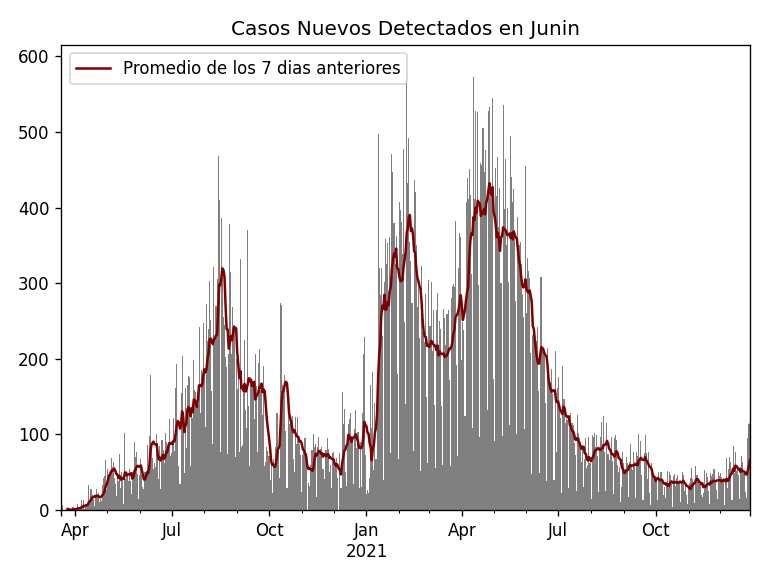 Casos Nuevos Detectados en Junin
Promedio de los 7 dias anteriores
600
500
400
300
200
100
0
Apr Jul Oct Jan Apr Jul Oct
2021